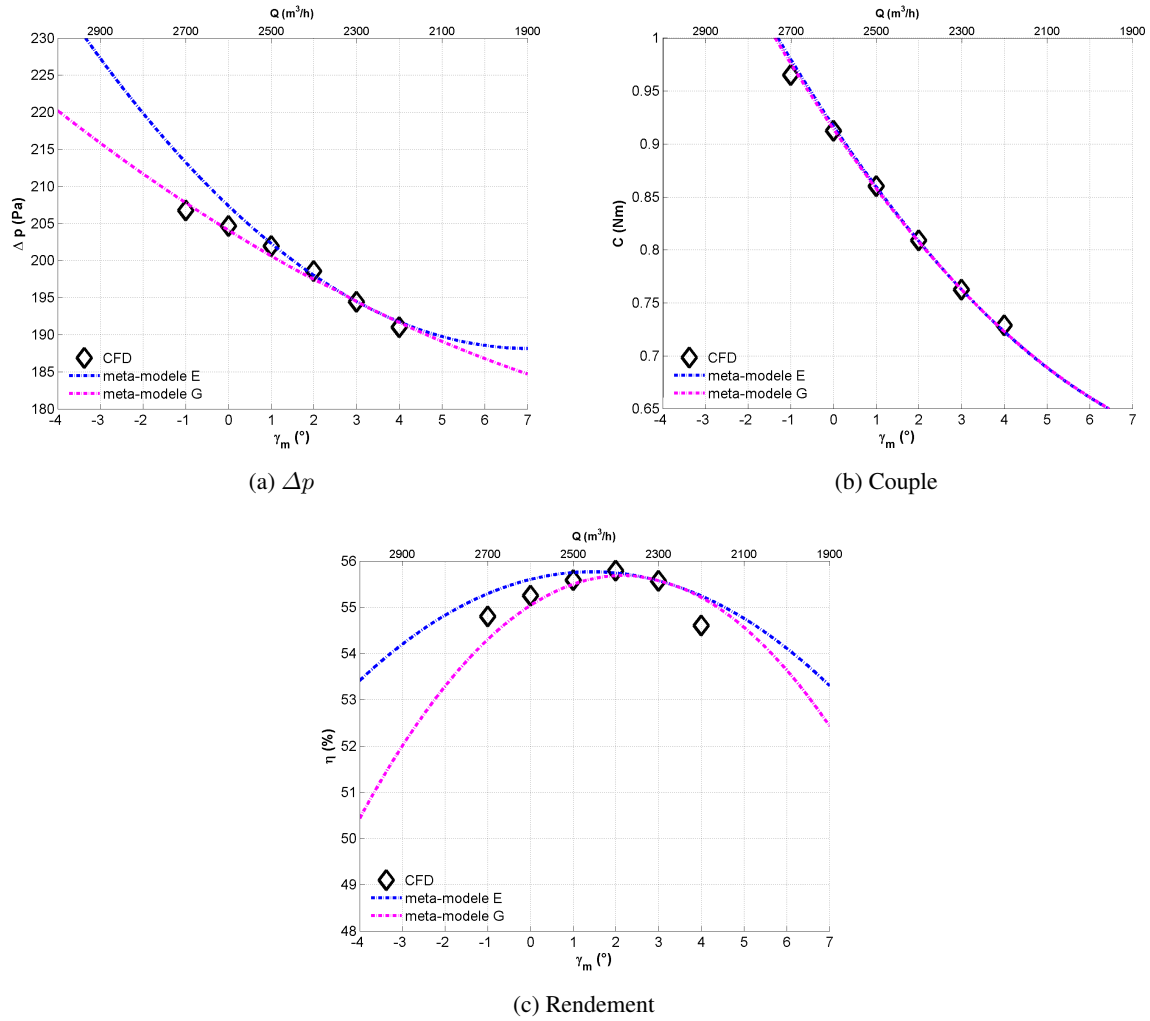 Q (m³/h)
2900 2700 2500 2300 2100 1900
230
225
220
215
210
205
200
195
190
185
180
Δ p (Pa)
CFD
meta-modele E
meta-modele G
-4 -3 -2 -1 0 1 2 3 4 5 6 7
γm (°)
(a) Δp
Q (m³/h)
2900 2700 2500 2300 2100 1900
1
0.95
0.9
0.85
0.8
0.75
0.7
0.65
C (Nm)
CFD
meta-modele E
meta-modele G
-4 -3 -2 -1 0 1 2 3 4 5 6 7
γm (°)
(b) Couple
Q (m³/h)
2900 2700 2500 2300 2100 1900
56
55
54
53
52
51
50
49
48
η (%)
CFD
meta-modele E
meta-modele G
-4 -3 -2 -1 0 1 2 3 4 5 6 7
γm (°)
(c) Rendement